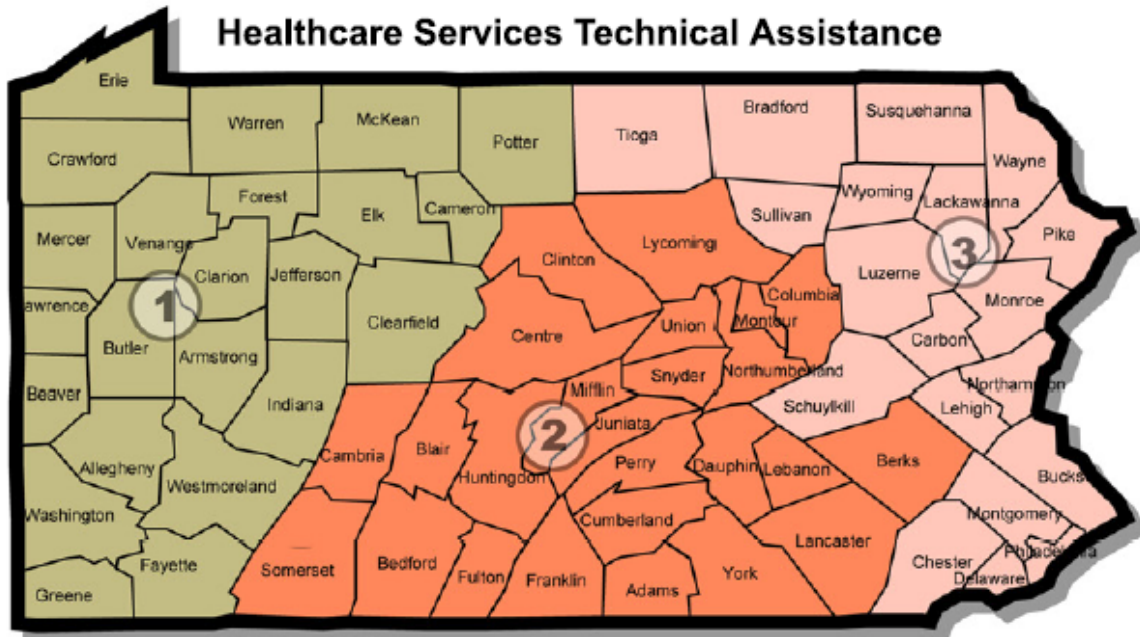 Healthcare Services Technical Assistance
Erie
Warren
McKean
Potter
Tioga
Bradford
Susquehanna
Wayne
Crawford
Forest
Elk
Cameron
Sullivan
Wyoming
Lackawanna
Pike
Mercer
Venango
Clarion
Jefferson
Clinton
Lycoming
Luzerne
3
Columbia
Monroe
awrence
1
Clearfield
Centre
Union
Montour
Carbon
Butler
Armstrong
Snyder
Northumberland
Northampton
Beaver
Indiana
Mifflin
Juniata
Schuylkill
Lehigh
2
Allegheny
Cambria
Blair
Huntingdon
Perry
Dauphin
Lebanon
Berks
Bucks
Westmoreland
Washington
Cumberland
Montgomery
Lancaster
Philadelphia
Fayette
Somerset
Bedford
Fulton
Franklin
Adams
York
Chester
Delaware
Greene